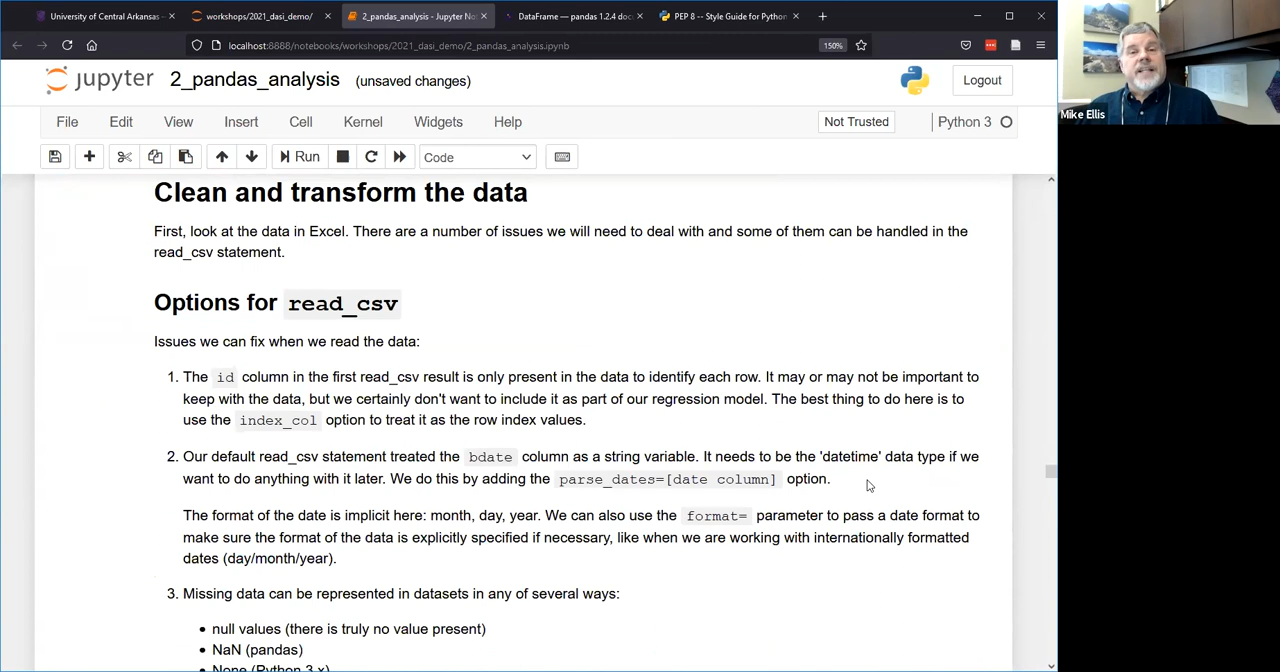 University of Central Arkansas -
workshops/2021_dasi_demo/
2_pandas_analysis - Jupyter No
DataFrame — pandas 1.2.4 doc
PEP 8 -- Style Guide for Python
localhost:8888/notebooks/workshops/2021_dasi_demo/2_pandas_analysis.ipynb
150%
jupyter 2_pandas_analysis (unsaved changes)
Logout
File Edit View Insert Cell Kernel Widgets Help
Not Trusted
Python 3
Run
Code
Mike Ellis
Clean and transform the data
First, look at the data in Excel. There are a number of issues we will need to deal with and some of them can be handled in the
read_csv statement.
Options for read_csv
Issues we can fix when we read the data:
1. The id column in the first read_csv result is only present in the data to identify each row. It may or may not be important to
keep with the data, but we certainly don't want to include it as part of our regression model. The best thing to do here is to
use the index_col option to treat it as the row index values.
2. Our default read_csv statement treated the bdate column as a string variable. It needs to be the 'datetime' data type if we
want to do anything with it later. We do this by adding the parse_dates=[date column] option.
The format of the date is implicit here: month, day, year. We can also use the format= parameter to pass a date format to
make sure the format of the data is explicitly specified if necessary, like when we are working with internationally formatted
dates (day/month/year).
3. Missing data can be represented in datasets in any of several ways:
• null values (there is truly no value present)
• NaN (pandas)
• None (Python 3.x)